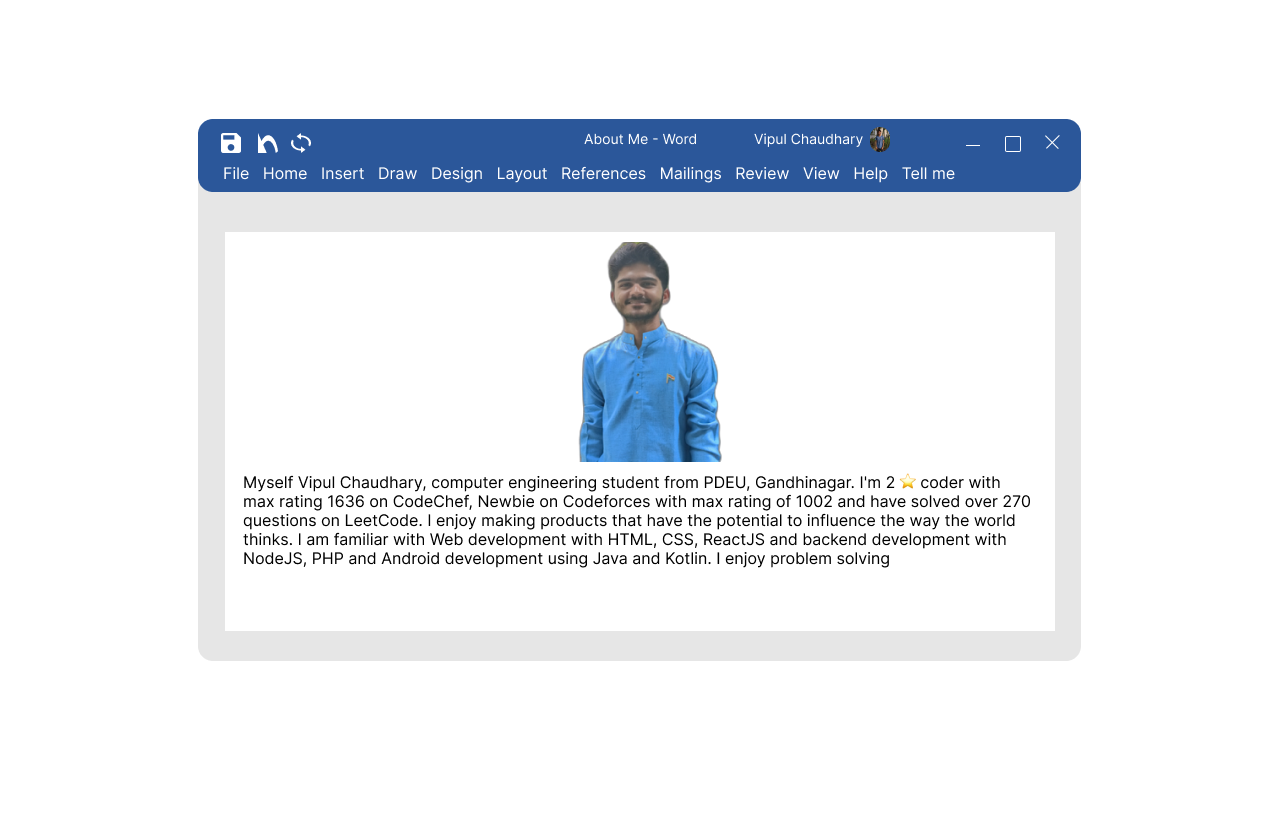 About Me - Word
Vipul Chaudhary
File Home Insert Draw Design Layout References Mailings Review View Help Tell me
Myself Vipul Chaudhary, computer engineering student from PDEU, Gandhinagar. I'm 2 ⭐ coder with
max rating 1636 on CodeChef, Newbie on Codeforces with max rating of 1002 and have solved over 270
questions on LeetCode. I enjoy making products that have the potential to influence the way the world
thinks. I am familiar with Web development with HTML, CSS, ReactJS and backend development with
NodeJS, PHP and Android development using Java and Kotlin. I enjoy problem solving